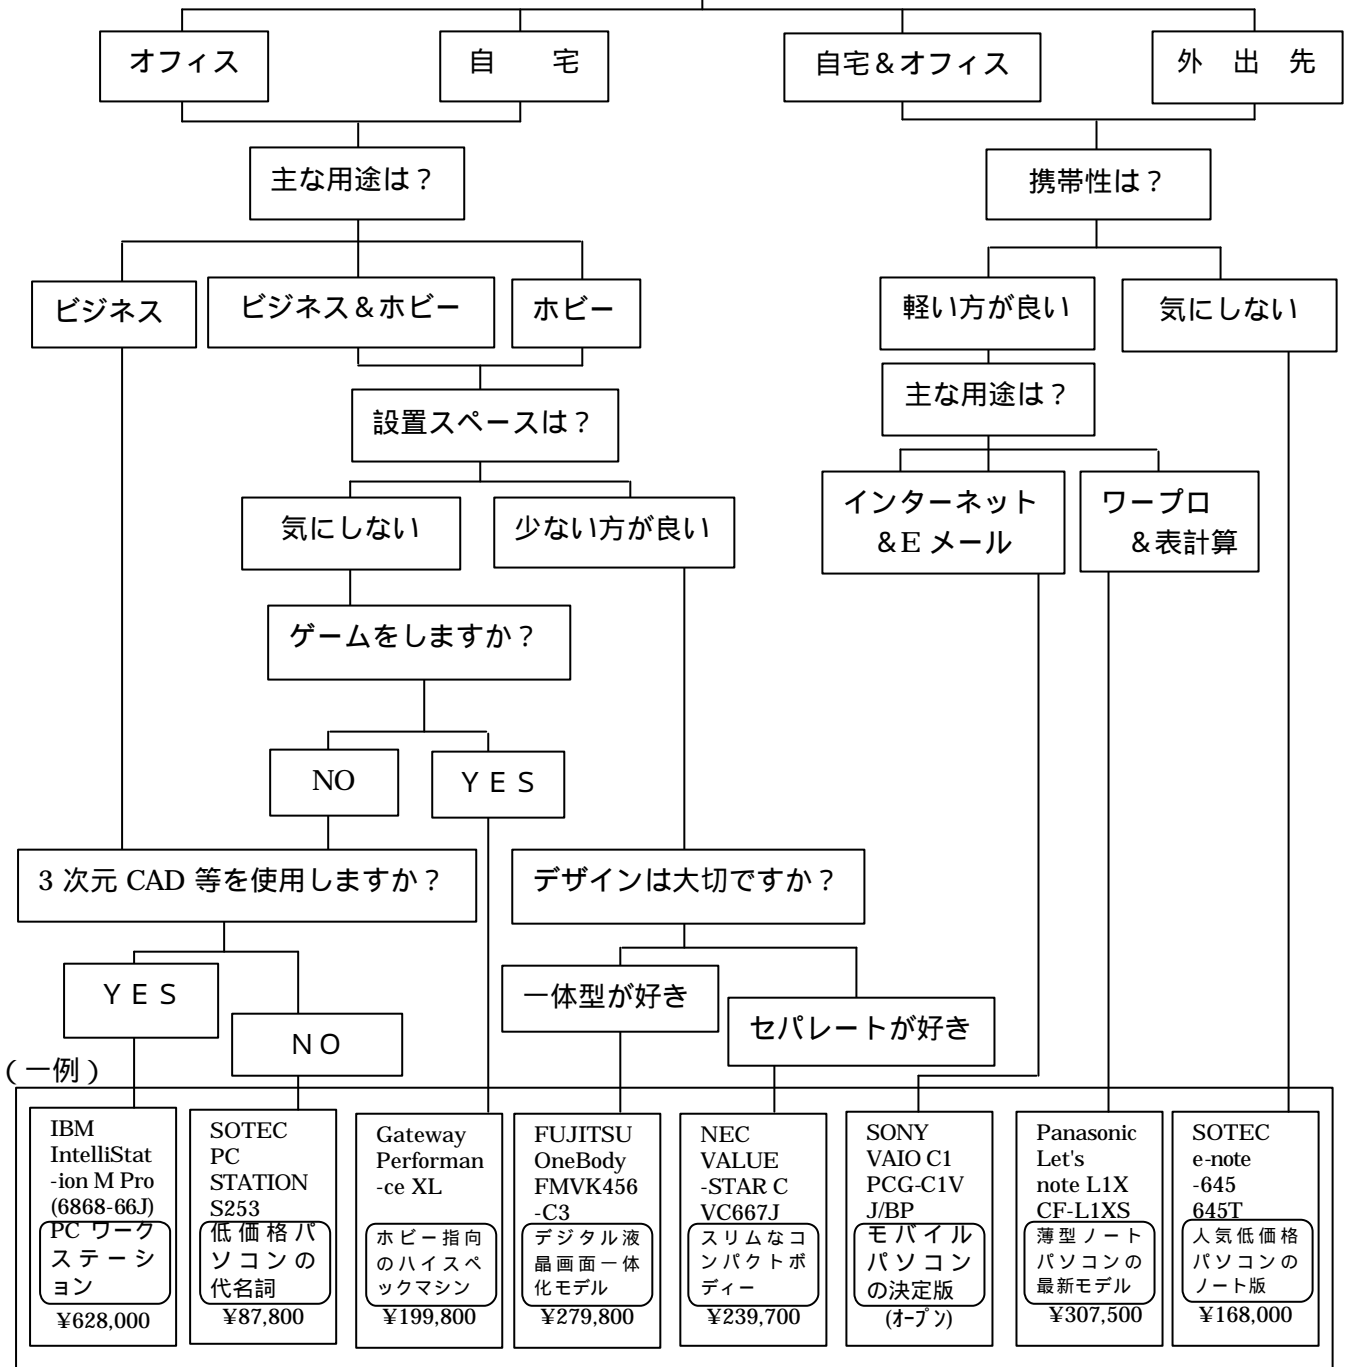 オフィス
自　　宅
自宅＆オフィス
外　出　先
主な用途は？
携帯性は？
ビジネス
ビジネス＆ホビー
ホビー
軽い方が良い
気にしない
設置スペースは？
主な用途は？
気にしない
少ない方が良い
インターネット
＆E メール
ワープロ
＆表計算
ゲームをしますか？
NO
ＹＥＳ
3 次元 CAD 等を使用しますか？
デザインは大切ですか？
ＹＥＳ
ＮＯ
一体型が好き
セパレートが好き
（一例）
IBM
IntelliStat
-ion M Pro
(6868-66J)
PC ワーク
ステーシ
ョン
¥628,000
SOTEC
PC
STATION
S253
低価格パ
ソコンの
代名詞
¥87,800
Gateway
Performan
-ce XL
ホビー指向
のハイスペ
ックマシン
¥199,800
FUJITSU
OneBody
FMVK456
-C3
デジタル液
晶画面一体
化モデル
¥279,800
NEC
VALUE
-STAR C
VC667J
スリムなコ
ンパクトボ
ディー
¥239,700
SONY
VAIO C1
PCG-C1V
J/BP
モバイル
パソコン
の決定版
(ｵｰﾌﾟﾝ)
Panasonic
Let's
note L1X
CF-L1XS
薄型ノート
パソコンの
最新モデル
¥307,500
SOTEC
e-note
-645
645T
人気低価格
パソコンの
ノート版
¥168,000